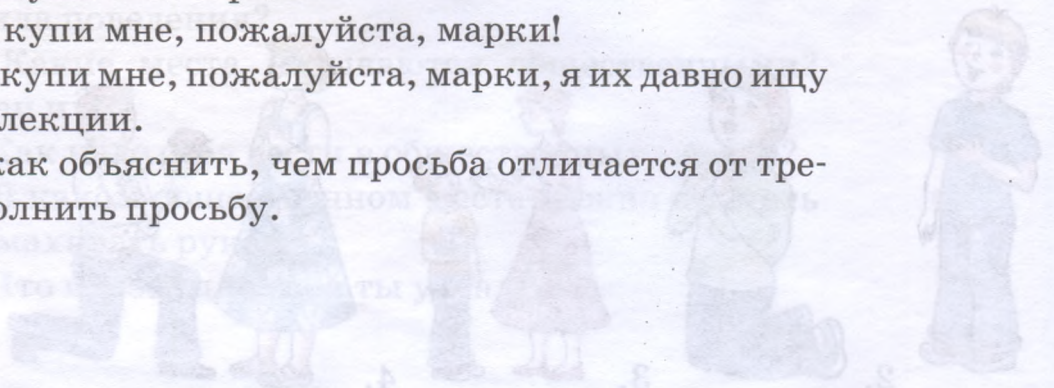 купи мне, пожалуйста, марки!
купи мне, пожалуйста, марки, я их давно ищу
лекции.
как объяснить, чем просьба отличается от тре-
олнить просьбу.